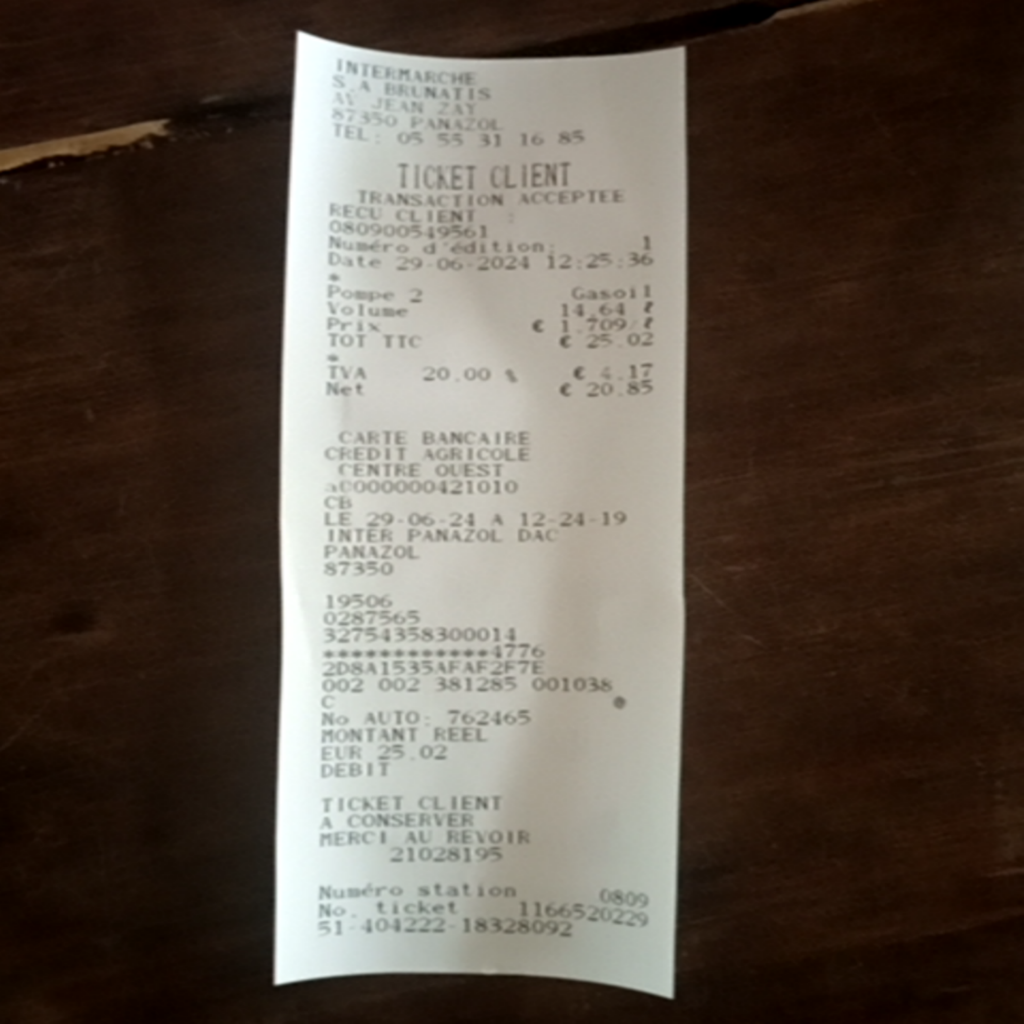 INTERMARCHE
S.A BRUNATIS
AV JEAN ZAY
87350 PANAZOL
TEL: 05 55 31 16 85
TICKET CLIENT
TRANSACTION ACCEPTEE
RECU CLIENT :
080900549561
Numéro d'édition: 1
Date 29-06-2024 12:25:36
*
Pompe 2 Gasoil
Volume 14.64 ℓ
Prix € 1.709/ℓ
TOT TTC € 25.02
*
TVA 20.00 % € 4.17
Net € 20.85
CARTE BANCAIRE
CREDIT AGRICOLE
CENTRE OUEST
aC000000421010
CB
LE 29-06-24 A 12-24-19
INTER PANAZOL DAC
PANAZOL
87350
19506
0287565
32754358300014
************4776
2D8A1535AFAF2F7E
002 002 381285 001038
C @
No AUTO: 762465
MONTANT REEL
EUR 25.02
DEBIT
TICKET CLIENT
A CONSERVER
MERCI AU REVOIR
21028195
Numéro station 0809
No. ticket 1166520229
51-404222-18328092